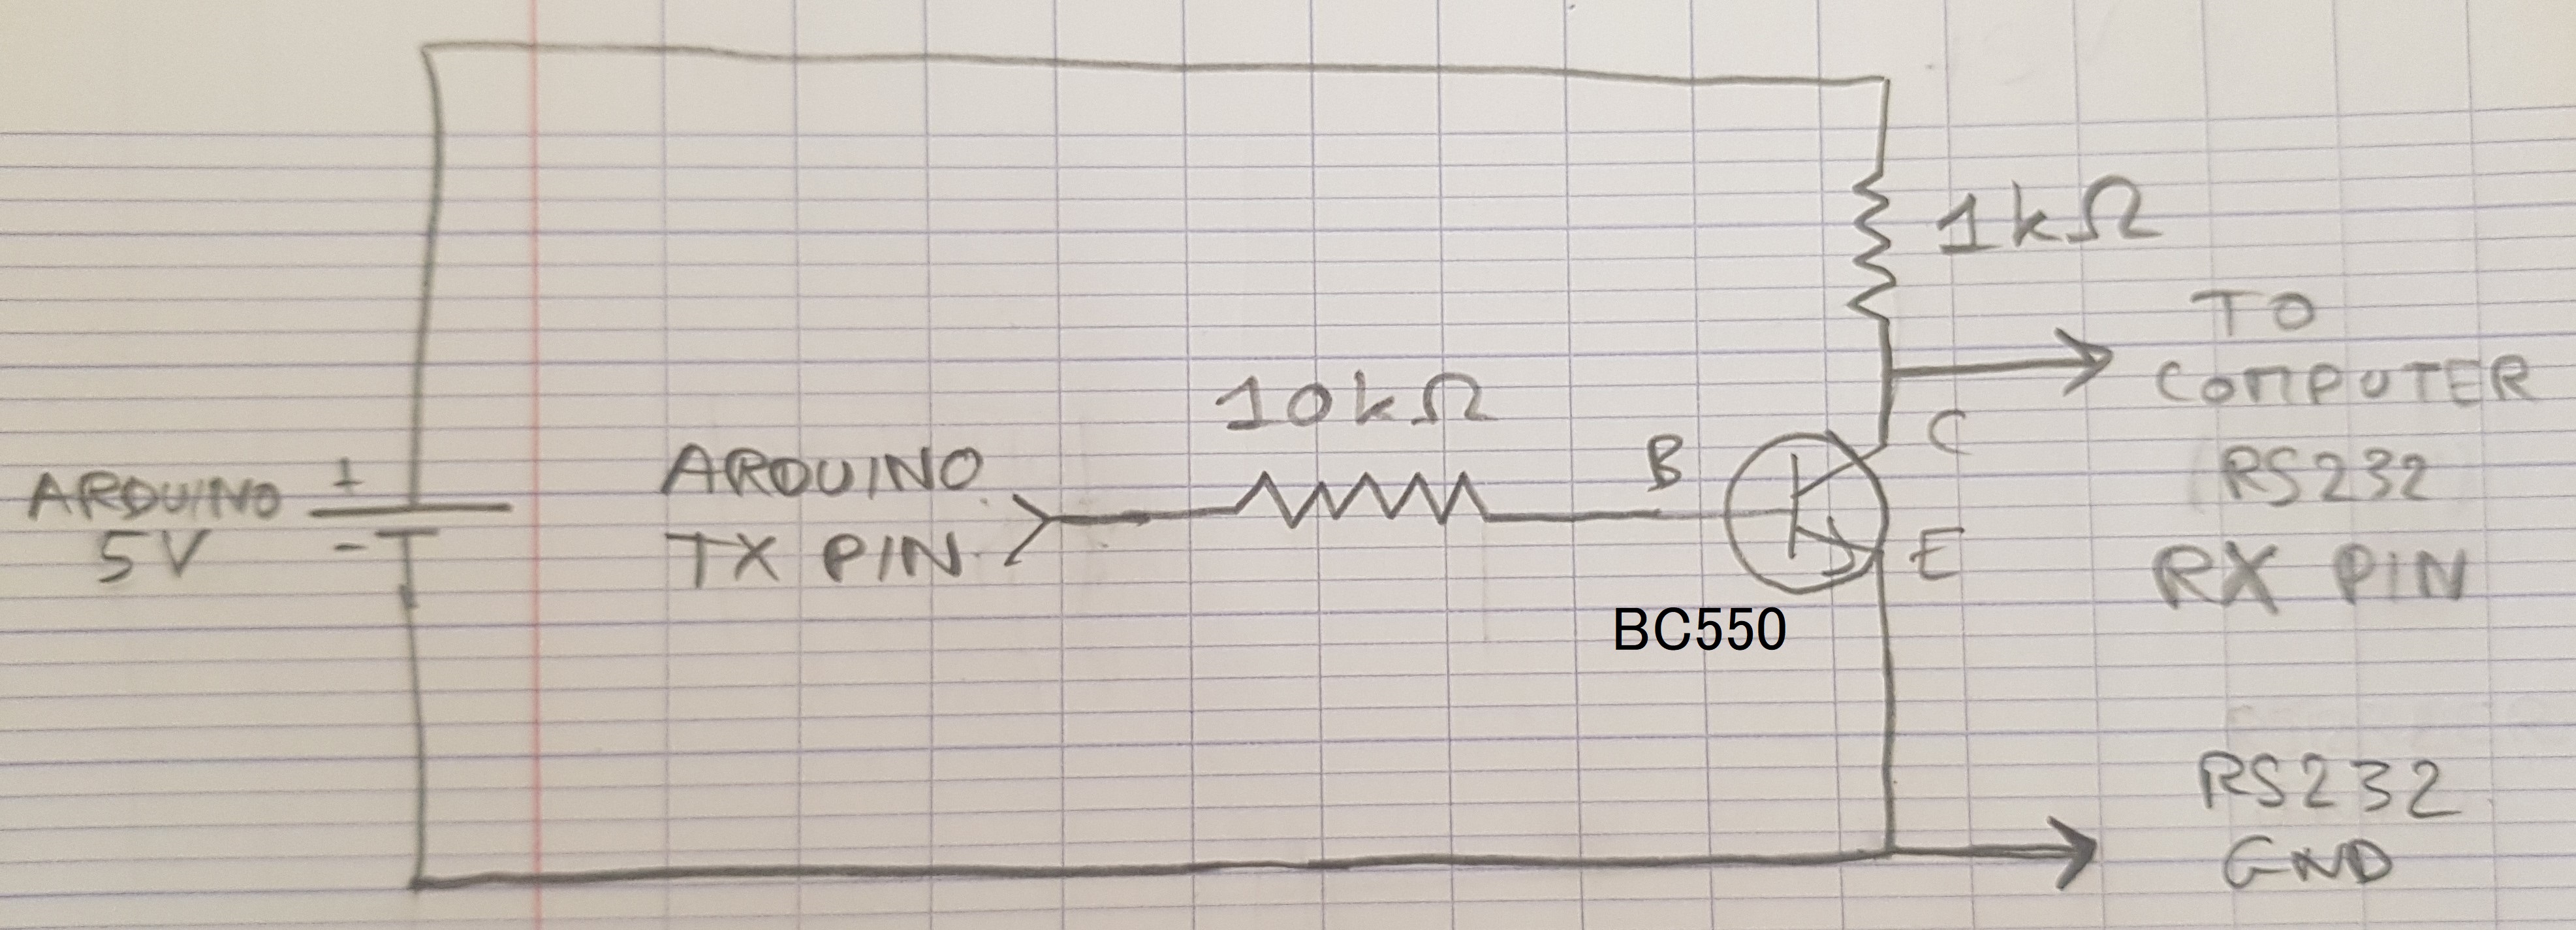 1kΩ
TO
COMPUTER
RS232
RX PIN
10kΩ
C
B
ARDUINO
TX PIN
+
ARDUINO
5V
-
E
BC550
RS232
GND